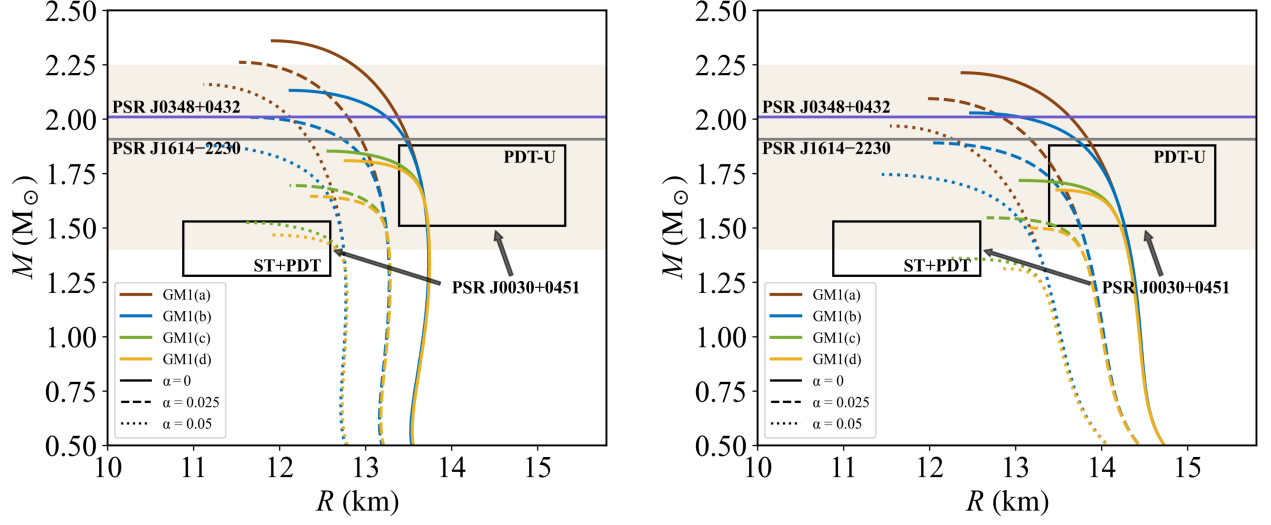 2.50
2.25
2.00
1.75
1.50
1.25
1.00
0.75
0.50
M (M⊙)
PSR J0348+0432
PSR J1614−2230
PDT-U
ST+PDT
PSR J0030+0451
GM1(a)
GM1(b)
GM1(c)
GM1(d)
α = 0
α = 0.025
α = 0.05
10 11 12 13 14 15
R (km)
2.50
2.25
2.00
1.75
1.50
1.25
1.00
0.75
0.50
M (M⊙)
PSR J0348+0432
PSR J1614−2230
PDT-U
ST+PDT
PSR J0030+0451
GM1(a)
GM1(b)
GM1(c)
GM1(d)
α = 0
α = 0.025
α = 0.05
10 11 12 13 14 15
R (km)